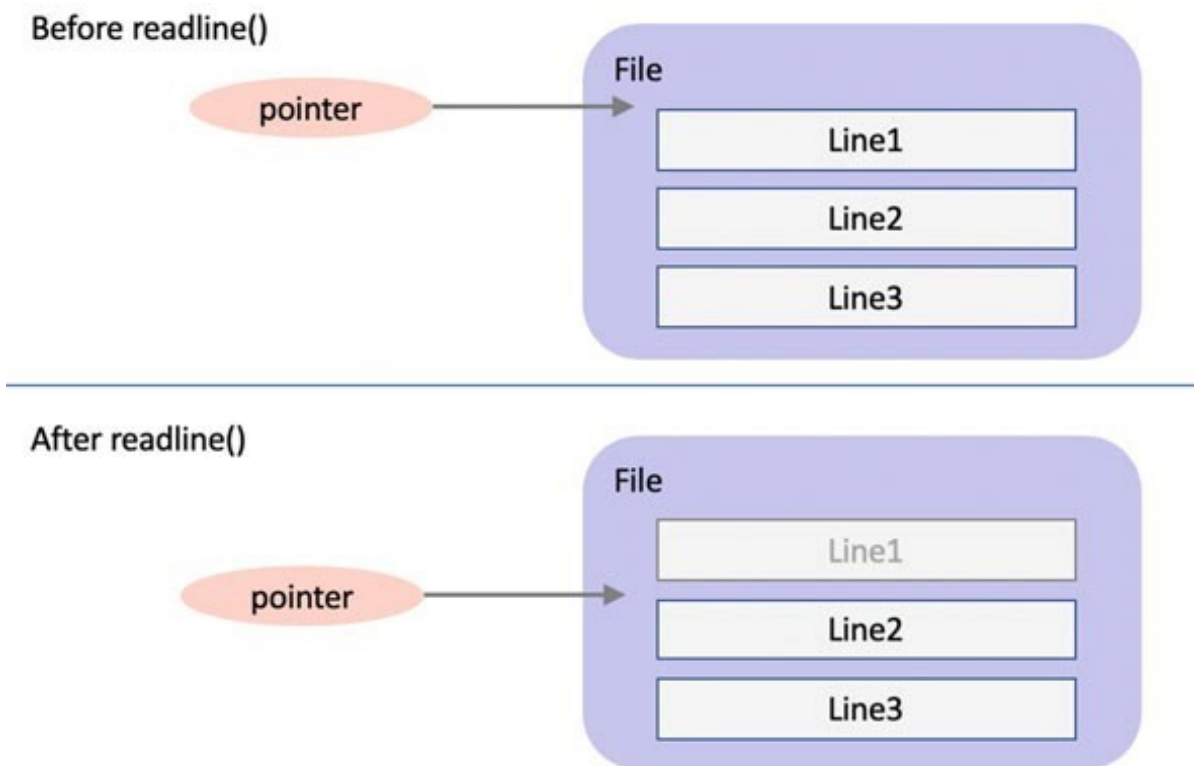 Before readline()
File
pointer
Line1
Line2
Line3
After readline()
File
Line1
pointer
Line2
Line3